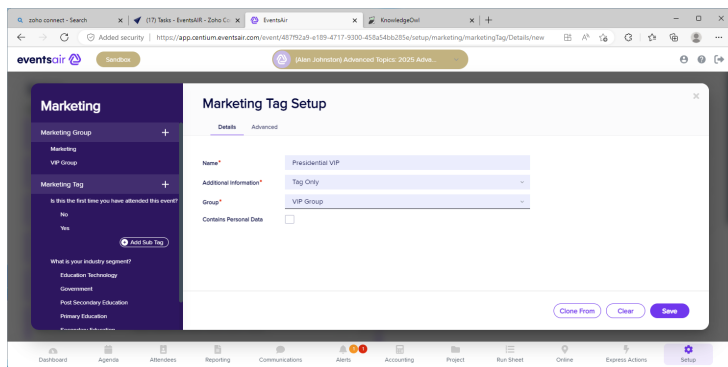 zoho connect - Search
(17) Tasks - EventsAIR - Zoho Co
EventsAir
KnowledgeOwl
Added security
https://app.centium.eventsair.com/event/487f92a9-e189-4717-9300-458a54bb285e/setup/marketing/marketingTag/Details/new
eventsair
Sandbox
(Alen Johnston) Advanced Topics: 2025 Adve...
Marketing
Marketing Group +
Marketing
VIP Group
Marketing Tag +
Is this the first time you have attended this event?
No
Yes
Add Sub Tag
What is your industry segment?
Education Technology
Government
Post Secondary Education
Primary Education
Secondary Education
Marketing Tag Setup
Details Advanced
Name* Presidential VIP
Additional Information* Tag Only
Group* VIP Group
Contains Personal Data
Clone From Clear Save
Dashboard Agenda Attendees Reporting Communications Alerts Accounting Project Run Sheet Online Express Actions Setup